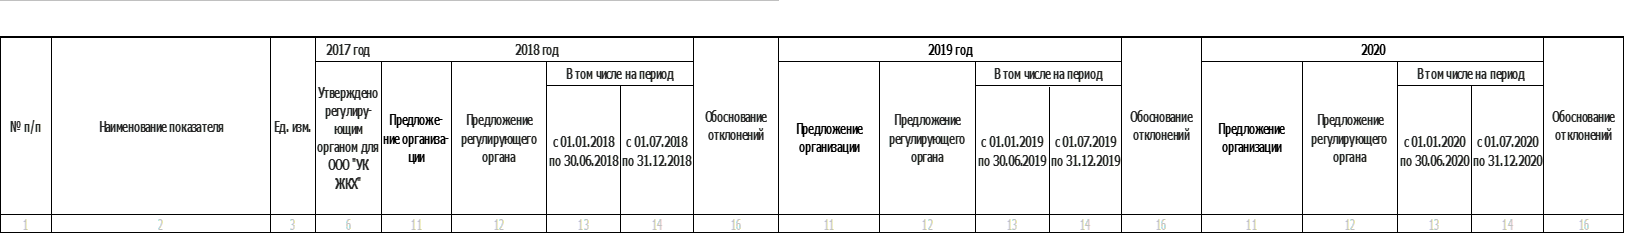 № п/п
Наименование показателя
Ед. изм.
2017 год
Утверждено
регулиру-
ющим
органом для
ООО "УК
ЖКХ"
2018 год
Предложе-
ние организа-
ции
Предложение
регулирующего
органа
В том числе на период
с 01.01.2018
по 30.06.2018
с 01.07.2018
по 31.12.2018
Обоснование
отклонений
2019 год
Предложение
организации
Предложение
регулирующего
органа
В том числе на период
с 01.01.2019
по 30.06.2019
с 01.07.2019
по 31.12.2019
Обоснование
отклонений
2020
Предложение
организации
Предложение
регулирующего
органа
В том числе на период
с 01.01.2020
по 30.06.2020
с 01.07.2020
по 31.12.2020
Обоснование
отклонений
1 2 3 6 11 12 13 14 16 11 12 13 14 16 11 12 13 14 16